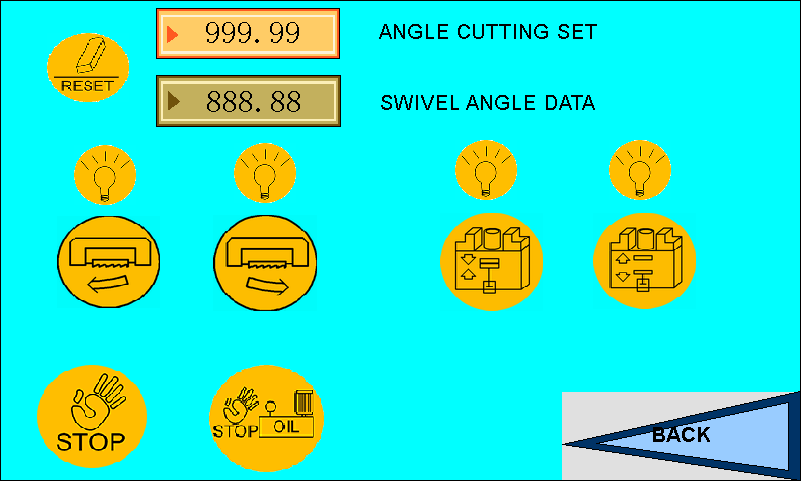 999.99
ANGLE CUTTING SET
RESET
888.88
SWIVEL ANGLE DATA
STOP
STOP
OIL
BACK